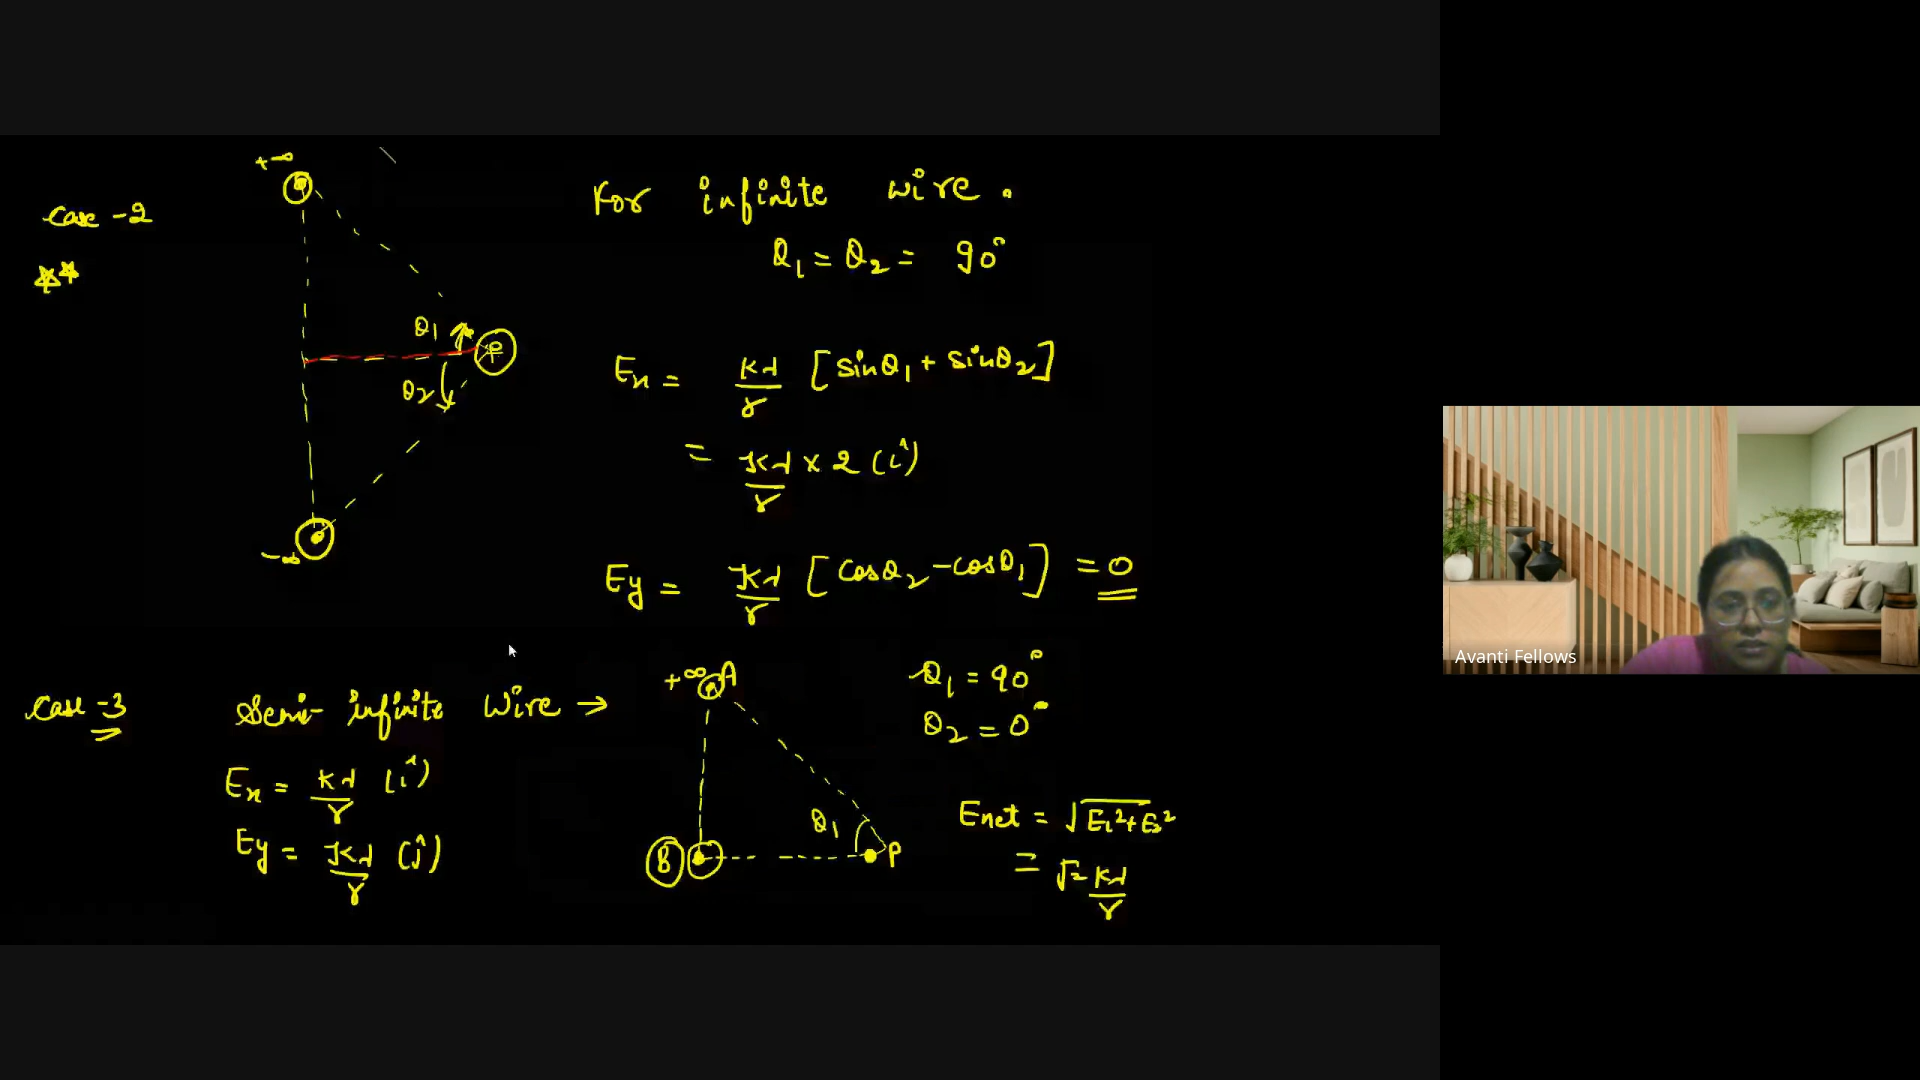 +∞
case -2
For infinite wire.
θ1 = θ2 = 90°
θ1
P
θ2
Ex = Kλ/r [sinθ1 + sinθ2]
= Kλ/r × 2 (î)
-∞
Ey = Kλ/r [cosθ2 - cosθ1] = 0
case -3
Semi- infinite wire →
+∞ A
θ1 = 90°
θ2 = 0°
Ex = Kλ/r (î)
Ey = Kλ/r (ĵ)
θ1
B
P
Enet = √E1²+E2²
= √2 Kλ/r
Avanti Fellows